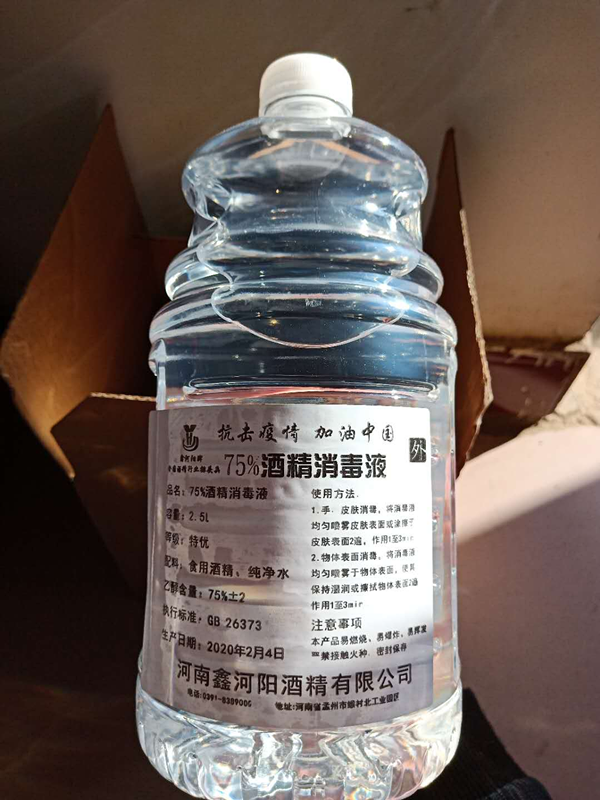 抗击疫情 加油中国
外
75%酒精消毒液
品名：75%酒精消毒液
容量：2.5L
等级：特优
配料：食用酒精、纯净水
乙醇含量：75%±2
执行标准：GB 26373
生产日期：2020年2月4日
使用方法：
1.手、皮肤消毒，将消毒液
均匀喷雾皮肤表面或涂擦于
皮肤表面2遍，作用1至3min
2.物体表面消毒，将消毒液
均匀喷雾于物体表面，使其
保持湿润或擦拭物体表面2遍
作用1至3min
注意事项
本产品易燃烧、易爆炸、易挥发
严禁接触火种、密封保存
河南鑫河阳酒精有限公司
地址：河南省孟州市